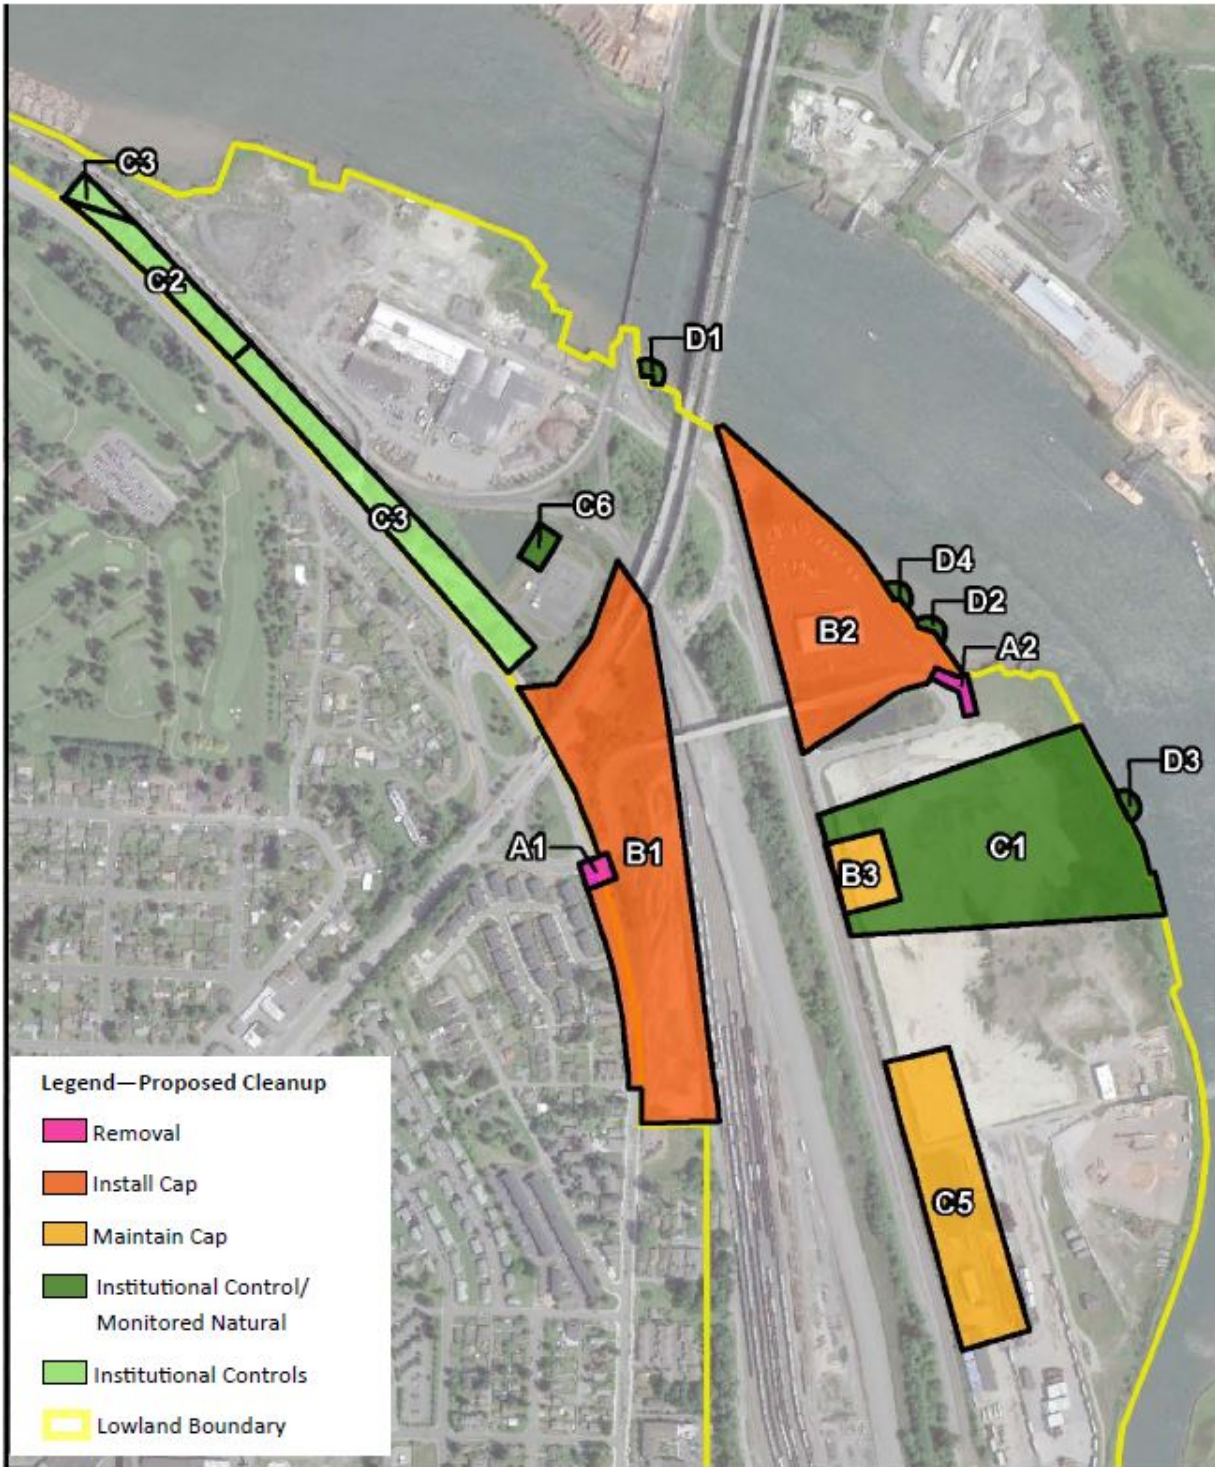 C3
C2
D1
C3
C6
D4
D2
B2
A2
D3
A1
B1
C1
B3
C5
Legend—Proposed Cleanup
Removal
Install Cap
Maintain Cap
Institutional Control/
Monitored Natural
Institutional Controls
Lowland Boundary